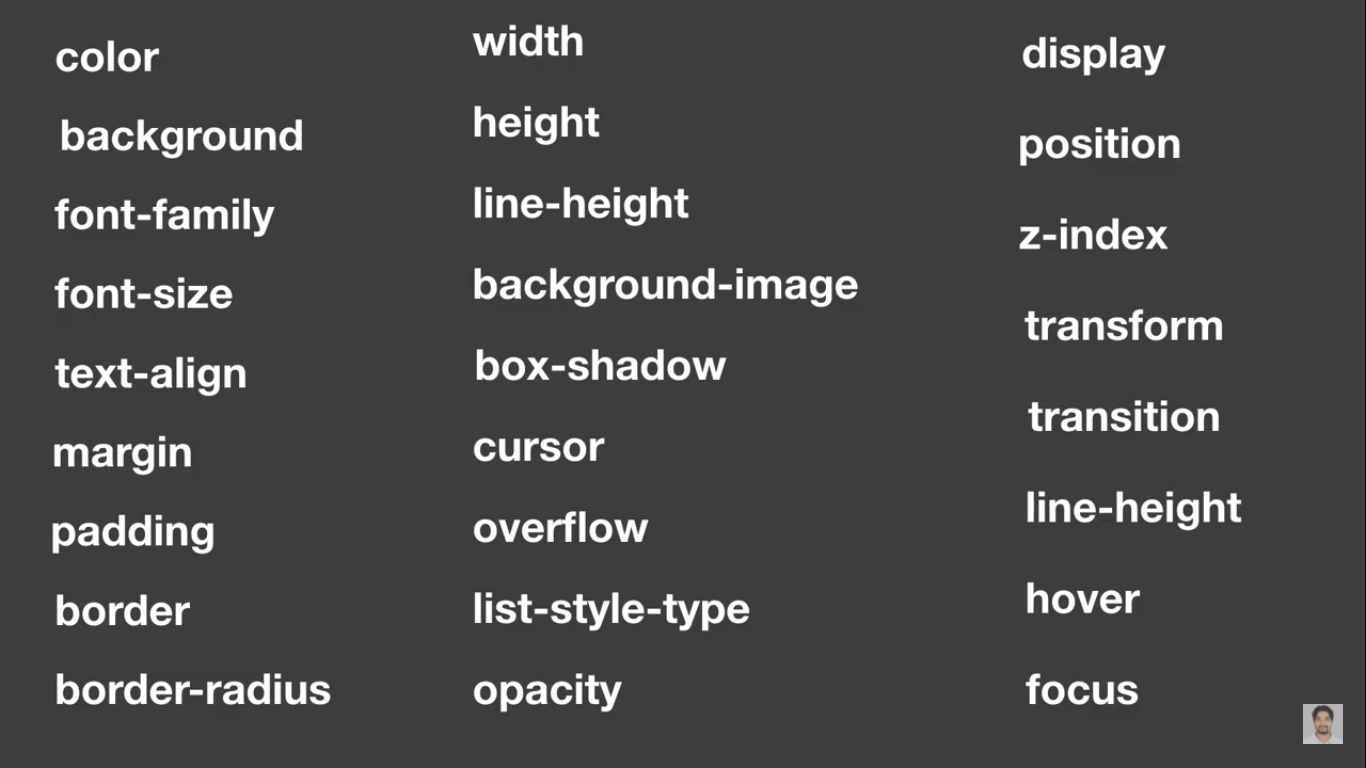 color
background
font-family
font-size
text-align
margin
padding
border
border-radius
width
height
line-height
background-image
box-shadow
cursor
overflow
list-style-type
opacity
display
position
z-index
transform
transition
line-height
hover
focus